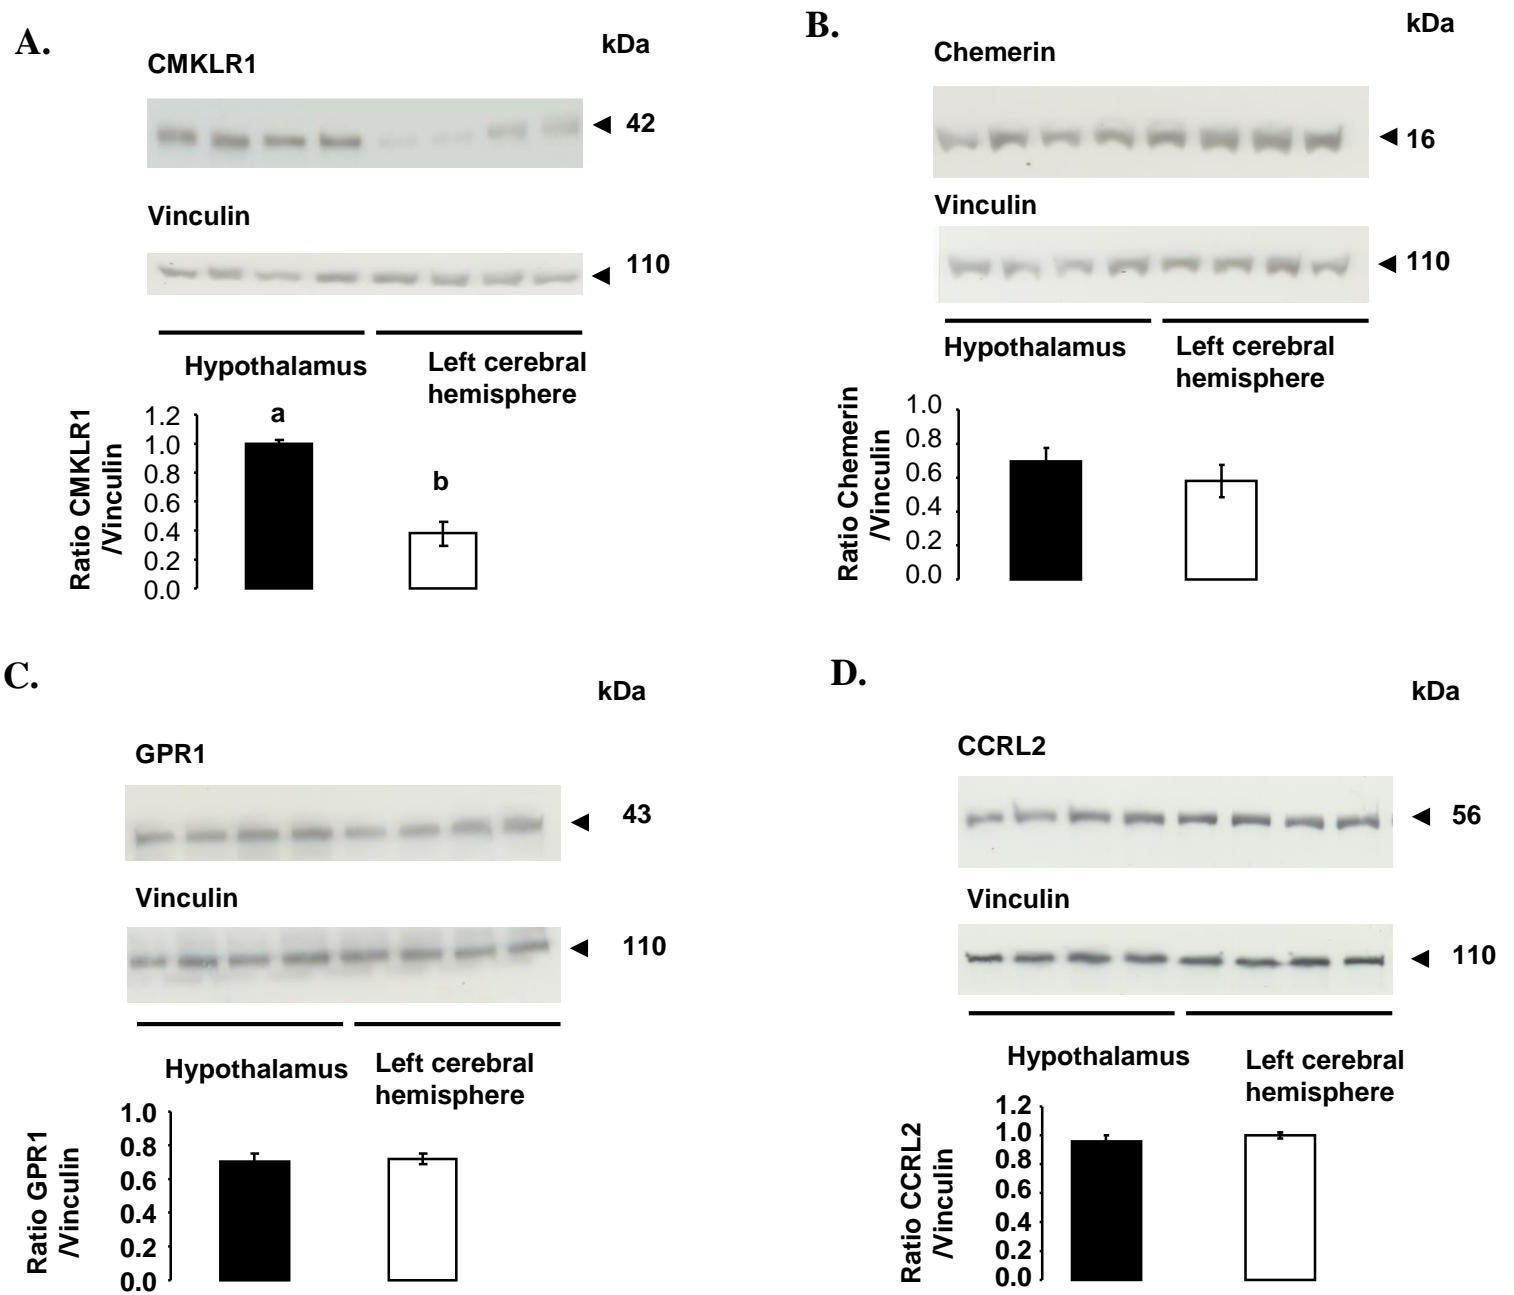 A.
kDa
CMKLR1
42
Vinculin
110
Hypothalamus
Left cerebral
hemisphere
Ratio CMKLR1
/Vinculin
1.2
1.0
0.8
0.6
0.4
0.2
0.0
a
b
B.
kDa
Chemerin
16
Vinculin
110
Hypothalamus
Left cerebral
hemisphere
Ratio Chemerin
/Vinculin
1.0
0.8
0.6
0.4
0.2
0.0
C.
kDa
GPR1
43
Vinculin
110
Hypothalamus
Left cerebral
hemisphere
Ratio GPR1
/Vinculin
1.0
0.8
0.6
0.4
0.2
0.0
D.
kDa
CCRL2
56
Vinculin
110
Hypothalamus
Left cerebral
hemisphere
Ratio CCRL2
/Vinculin
1.2
1.0
0.8
0.6
0.4
0.2
0.0